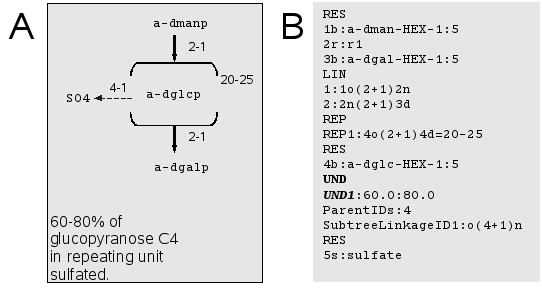 A
a-dmanp
2-1
20-25
4-1
SO4
a-dglcp
2-1
a-dgalp
60-80% of
glucopyranose C4
in repeating unit
sulfated.
B
RES
1b:a-dman-HEX-1:5
2r:r1
3b:a-dgal-HEX-1:5
LIN
1:1o(2+1)2n
2:2n(2+1)3d
REP
REP1:4o(2+1)4d=20-25
RES
4b:a-dglc-HEX-1:5
UND
UND1:60.0:80.0
ParentIDs:4
SubtreeLinkageID1:o(4+1)n
RES
5s:sulfate